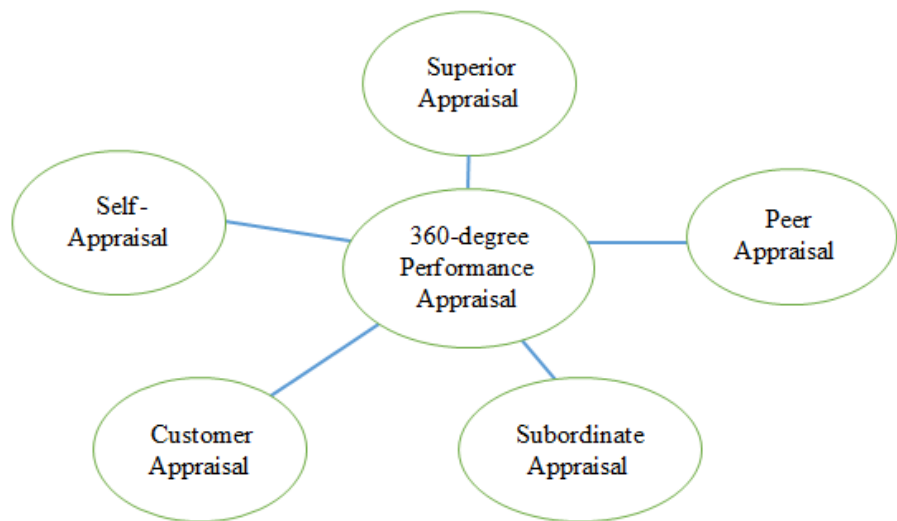 Superior
Appraisal
Self-
Appraisal
360-degree
Performance
Appraisal
Peer
Appraisal
Customer
Appraisal
Subordinate
Appraisal